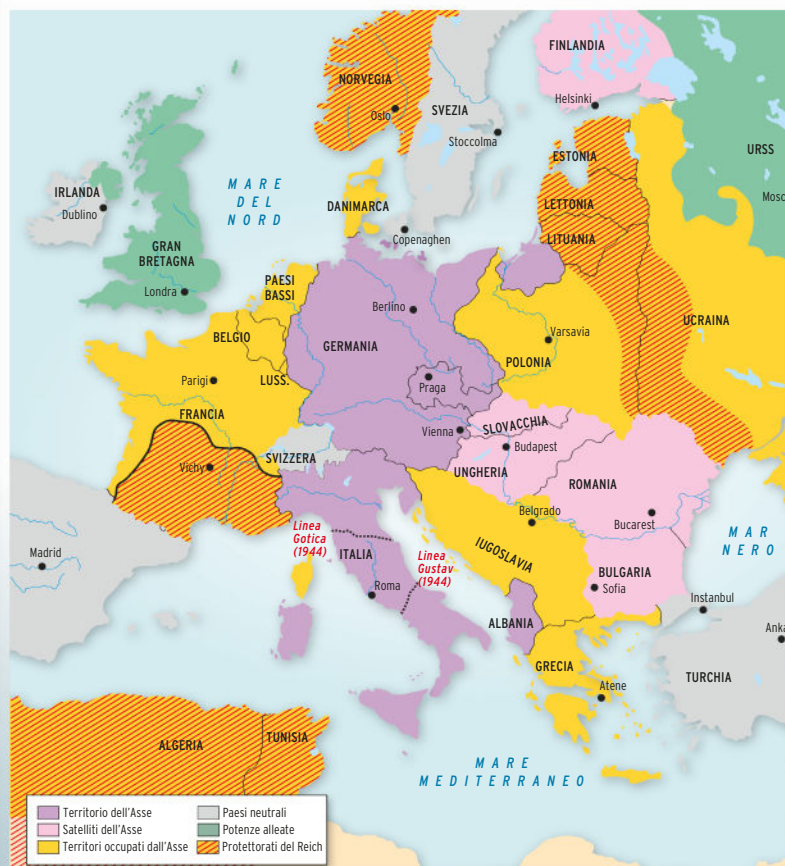 FINLANDIA
NORVEGIA
SVEZIA
Helsinki
Oslo
Stoccolma
ESTONIA
URSS
IRLANDA
Dublino
MARE
DEL
NORD
DANIMARCA
LETTONIA
Mosc
LITUANIA
Copenaghen
GRAN
BRETAGNA
Londra
PAESI
BASSI
Berlino
Varsavia
UCRAINA
BELGIO
GERMANIA
POLONIA
Parigi
LUSS.
Praga
FRANCIA
SLOVACCHIA
Vienna
Budapest
SVIZZERA
Vichy
UNGHERIA
ROMANIA
Belgrado
Bucarest
Linea
Gotica
(1944)
MAR
NERO
Madrid
ITALIA
Linea
Gustav
(1944)
IUGOSLAVIA
BULGARIA
Sofia
Roma
Instanbul
ALBANIA
Anka
GRECIA
TURCHIA
Atene
ALGERIA
TUNISIA
MARE
MEDITERRANEO
Territorio dell'Asse
Satelliti dell'Asse
Territori occupati dall'Asse
Paesi neutrali
Potenze alleate
Protettorati del Reich